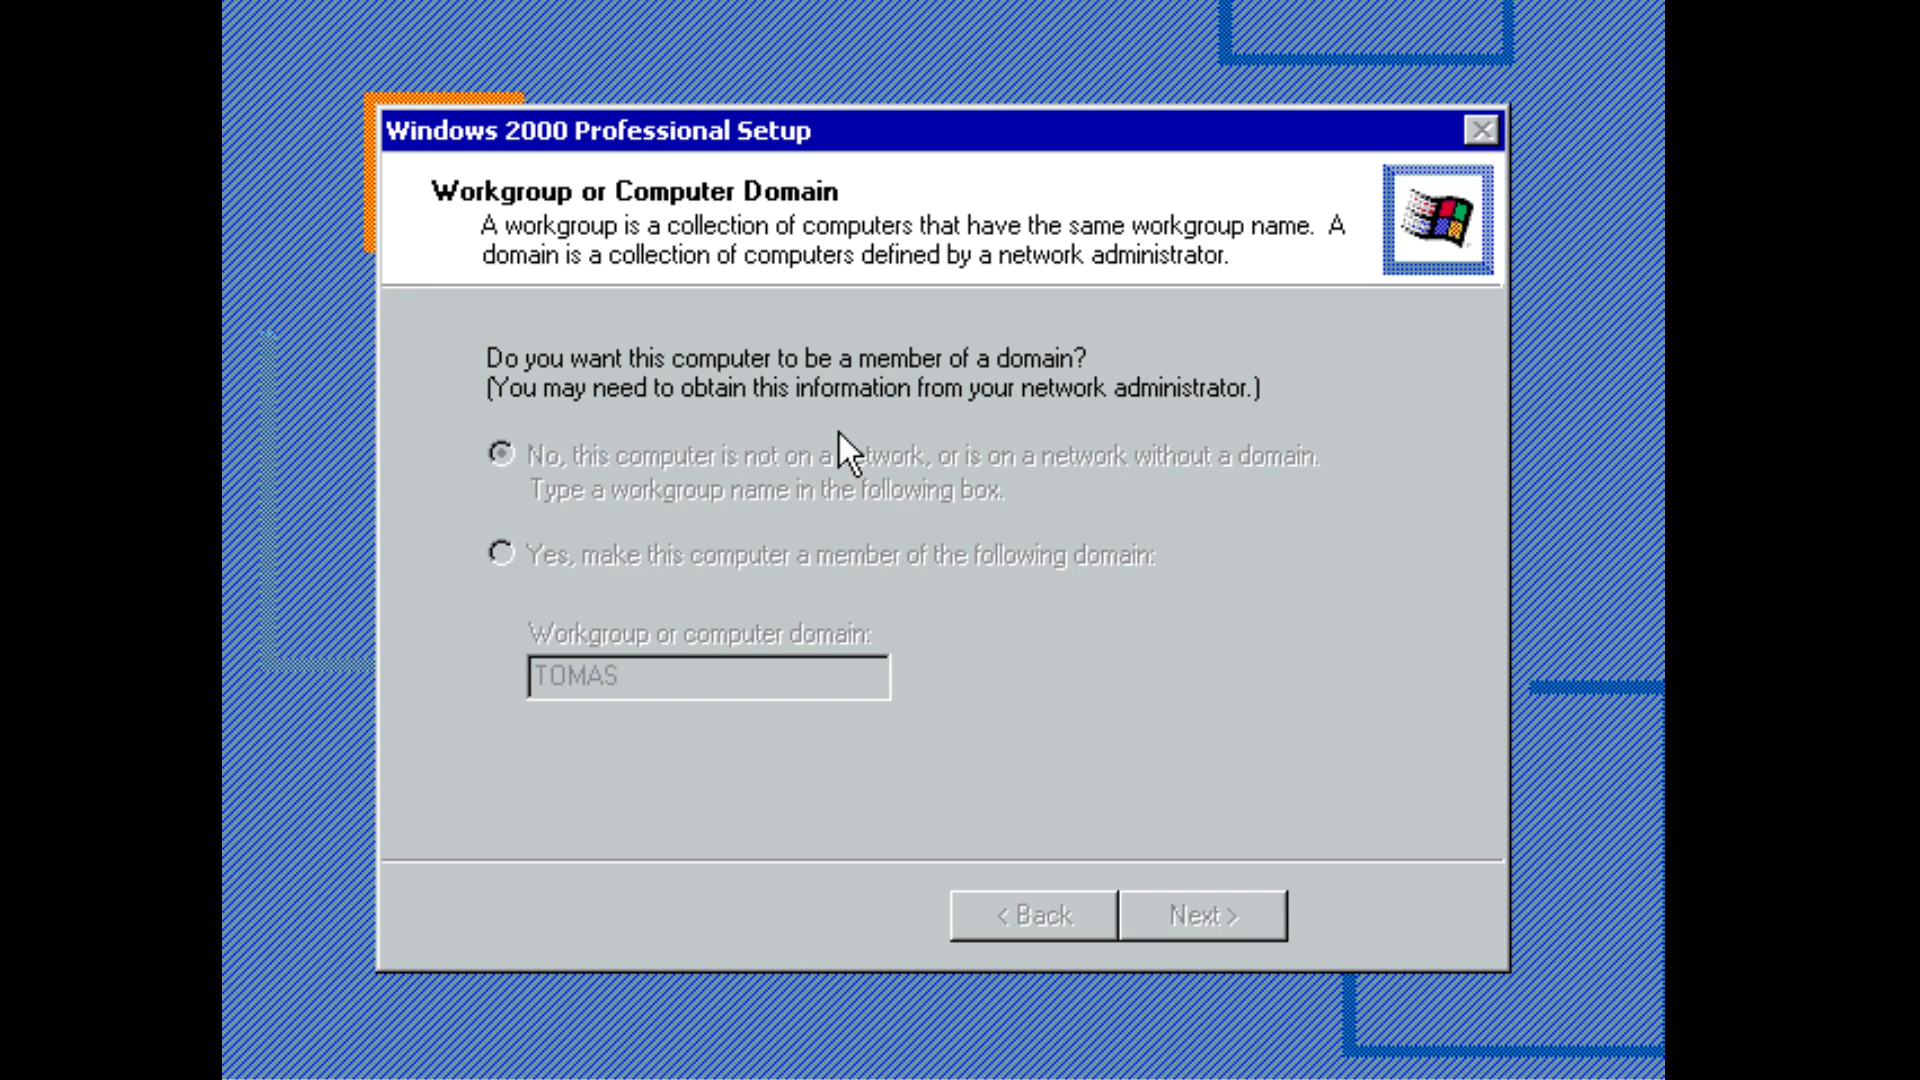 Windows 2000 Professional Setup
Workgroup or Computer Domain
A workgroup is a collection of computers that have the same workgroup name.  A
domain is a collection of computers defined by a network administrator.
Do you want this computer to be a member of a domain?
(You may need to obtain this information from your network administrator.)
No, this computer is not on a network, or is on a network without a domain.
Type a workgroup name in the following box.
Yes, make this computer a member of the following domain:
Workgroup or computer domain:
TOMAS
< Back
Next >